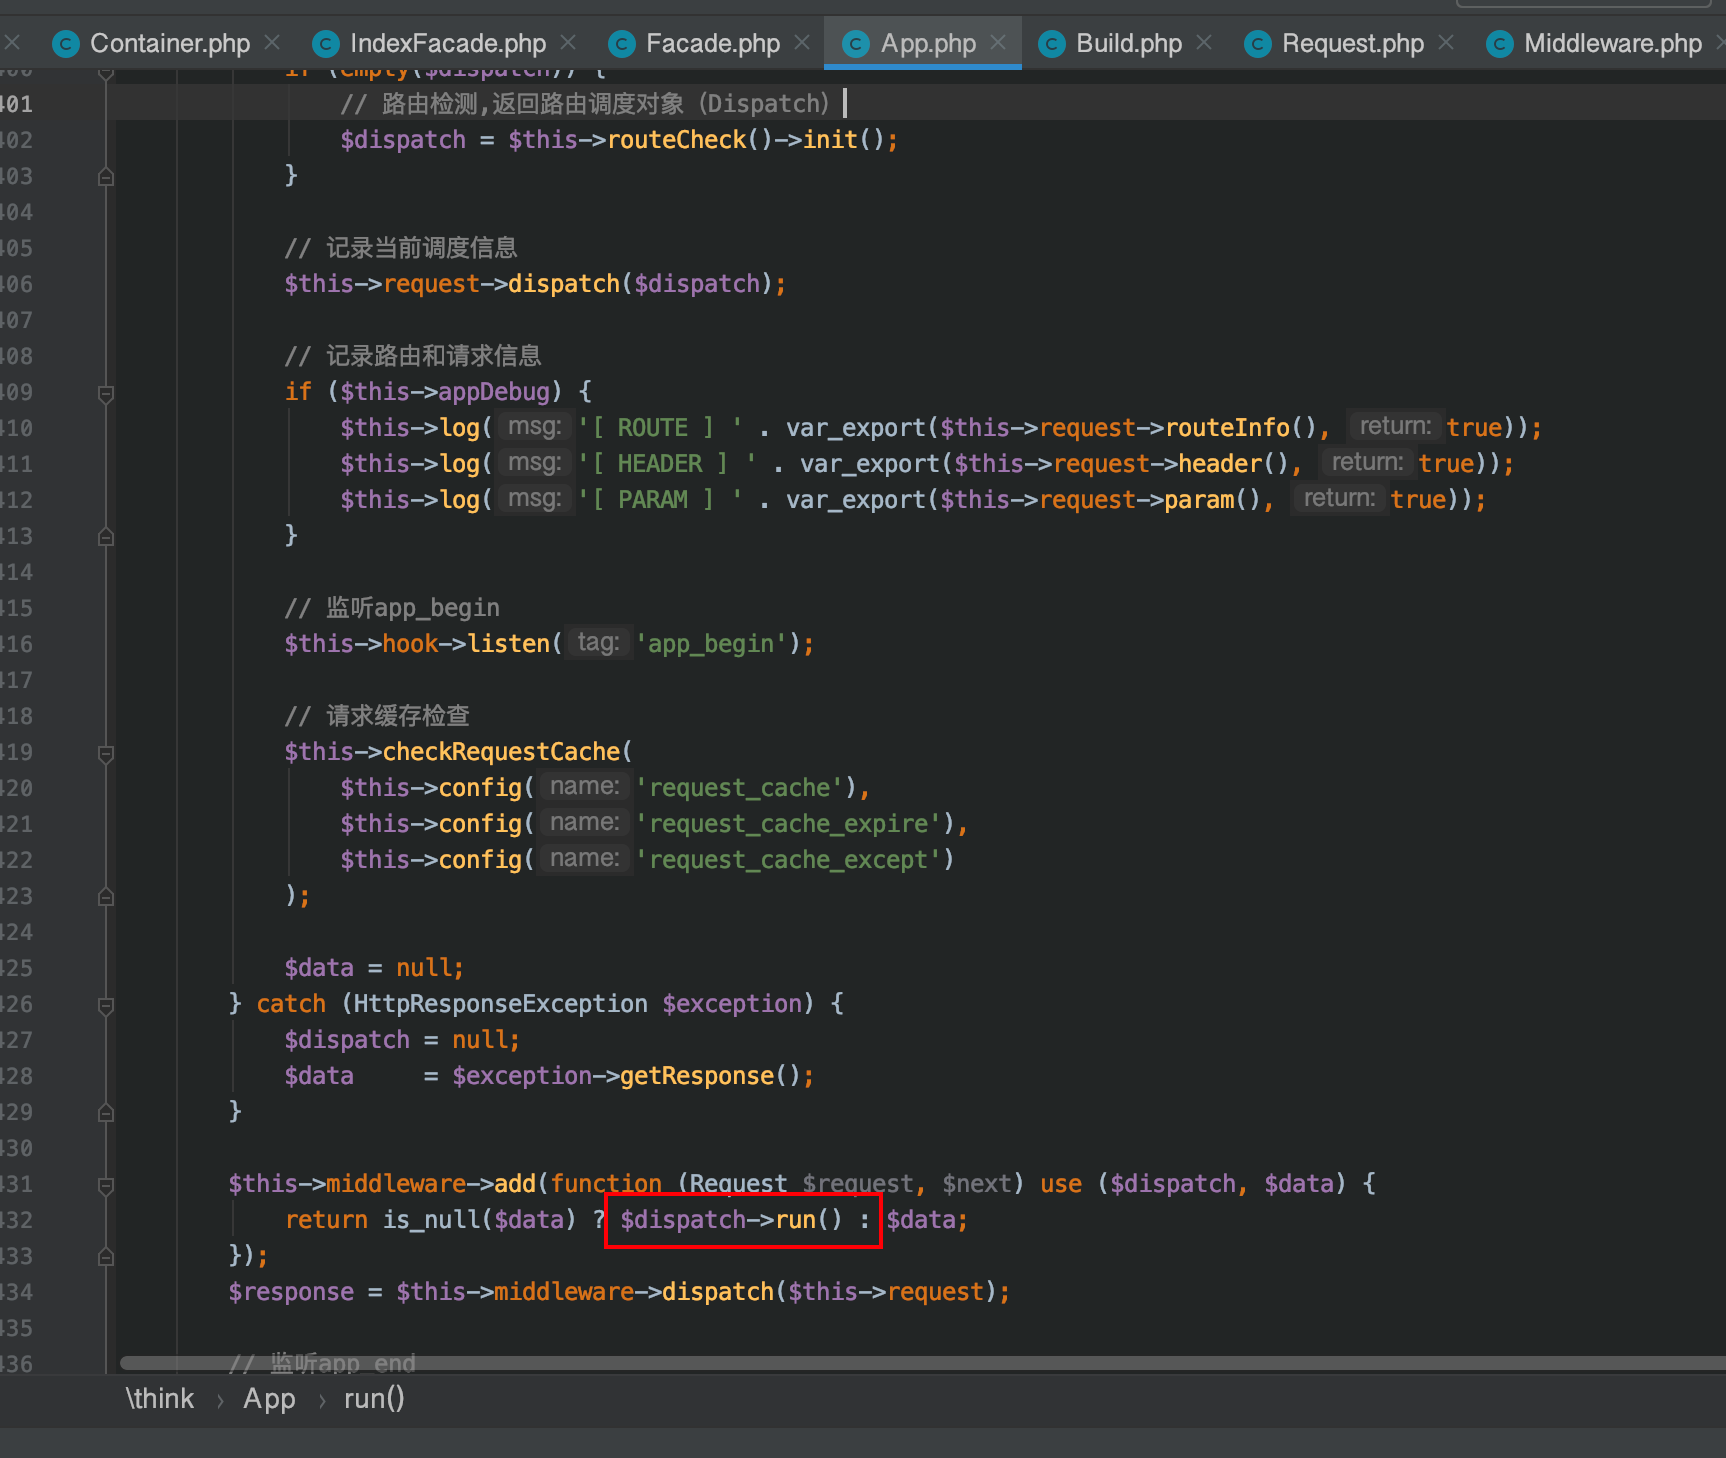 Container.php IndexFacade.php Facade.php App.php Build.php Request.php Middleware.php
400 if (empty($dispatch)) {
401 // 路由检测,返回路由调度对象（Dispatch）
402 $dispatch = $this->routeCheck()->init();
403 }
404
405 // 记录当前调度信息
406 $this->request->dispatch($dispatch);
407
408 // 记录路由和请求信息
409 if ($this->appDebug) {
410 $this->log( msg: '[ ROUTE ] ' . var_export($this->request->routeInfo(), return: true));
411 $this->log( msg: '[ HEADER ] ' . var_export($this->request->header(), return: true));
412 $this->log( msg: '[ PARAM ] ' . var_export($this->request->param(), return: true));
413 }
414
415 // 监听app_begin
416 $this->hook->listen( tag: 'app_begin');
417
418 // 请求缓存检查
419 $this->checkRequestCache(
420 $this->config( name: 'request_cache'),
421 $this->config( name: 'request_cache_expire'),
422 $this->config( name: 'request_cache_except')
423 );
424
425 $data = null;
426 } catch (HttpResponseException $exception) {
427 $dispatch = null;
428 $data     = $exception->getResponse();
429 }
430
431 $this->middleware->add(function (Request $request, $next) use ($dispatch, $data) {
432 return is_null($data) ? $dispatch->run() : $data;
433 });
434 $response = $this->middleware->dispatch($this->request);
435
436 // 监听app_end
\think › App › run()